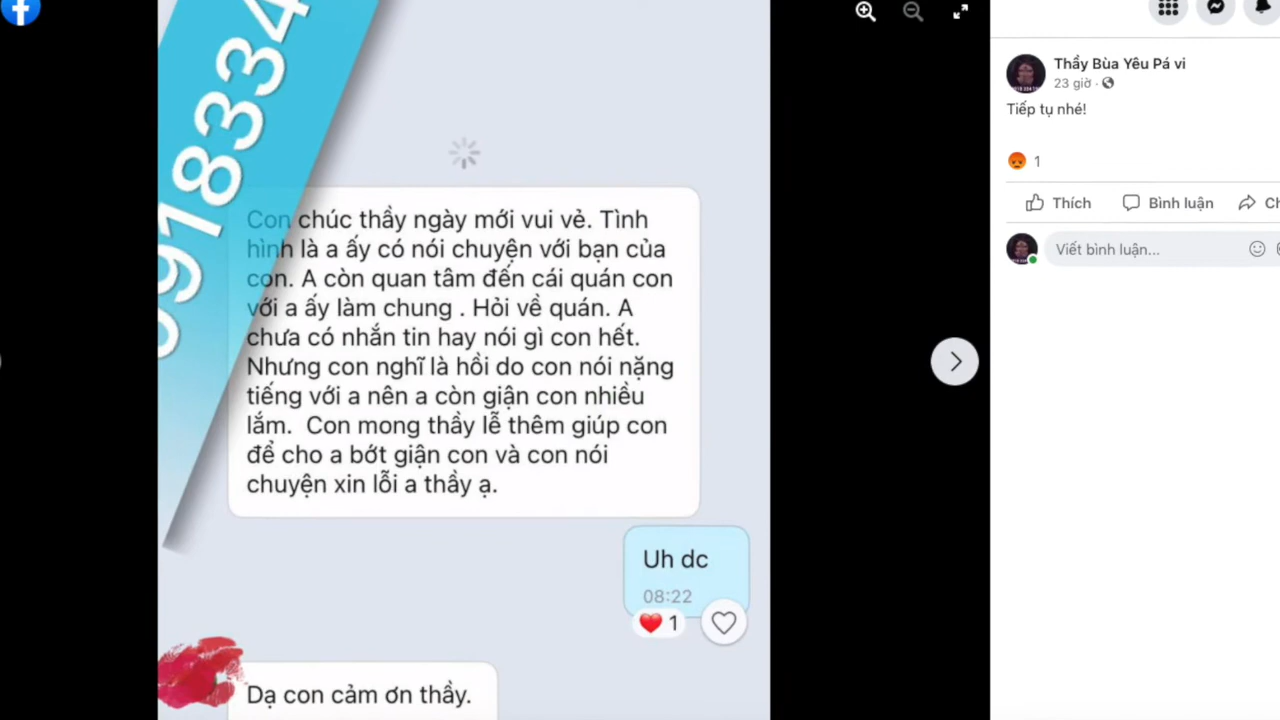 0918334
Con chúc thầy ngày mới vui vẻ. Tình
hình là a ấy có nói chuyện với bạn của
con. A còn quan tâm đến cái quán con
với a ấy làm chung . Hỏi về quán. A
chưa có nhắn tin hay nói gì con hết.
Nhưng con nghĩ là hồi do con nói nặng
tiếng với a nên a còn giận con nhiều
lắm. Con mong thầy lễ thêm giúp con
để cho a bớt giận con và con nói
chuyện xin lỗi a thầy ạ.
Uh dc
08:22
1
Dạ con cảm ơn thầy.
Thầy Bùa Yêu Pá vi
23 giờ ·
Tiếp tụ nhé!
1
Thích
Bình luận
Viết bình luận...